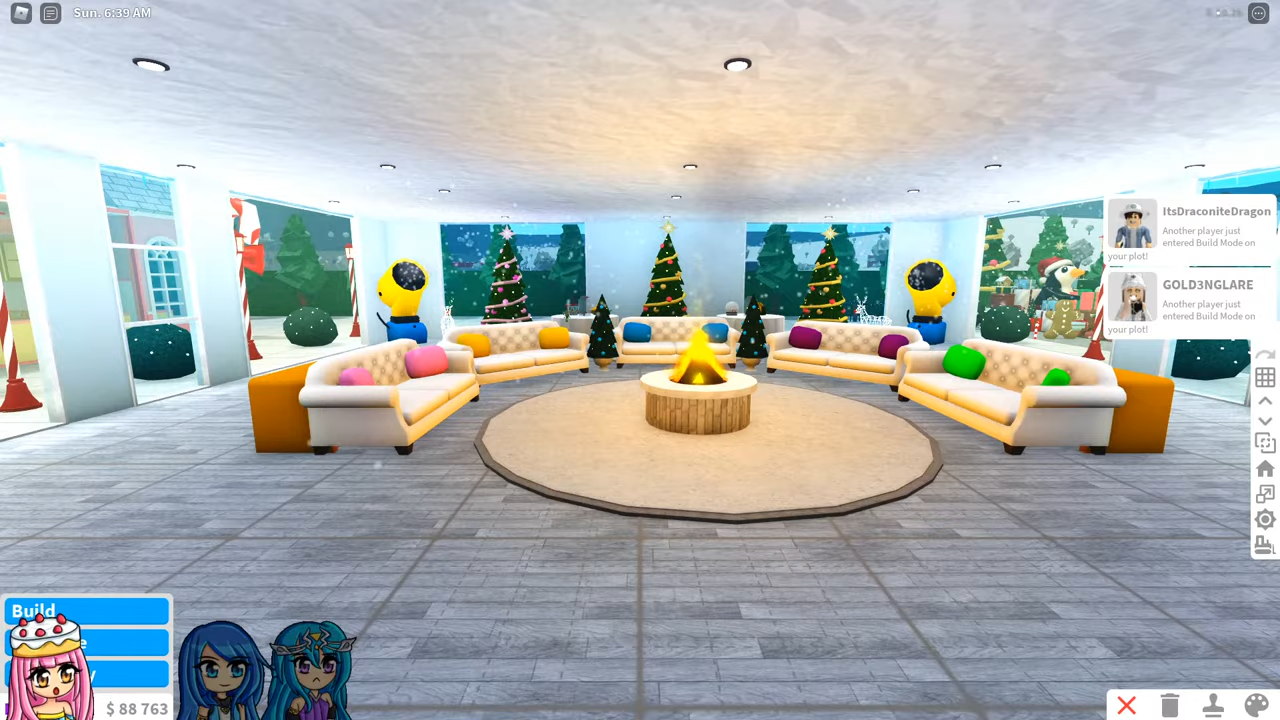 Sun. 6:39 AM
ItsDraconiteDragon
Another player just
entered Build Mode on
your plot!
GOLD3NGLARE
Another player just
entered Build Mode on
your plot!
Build
$ 88 763